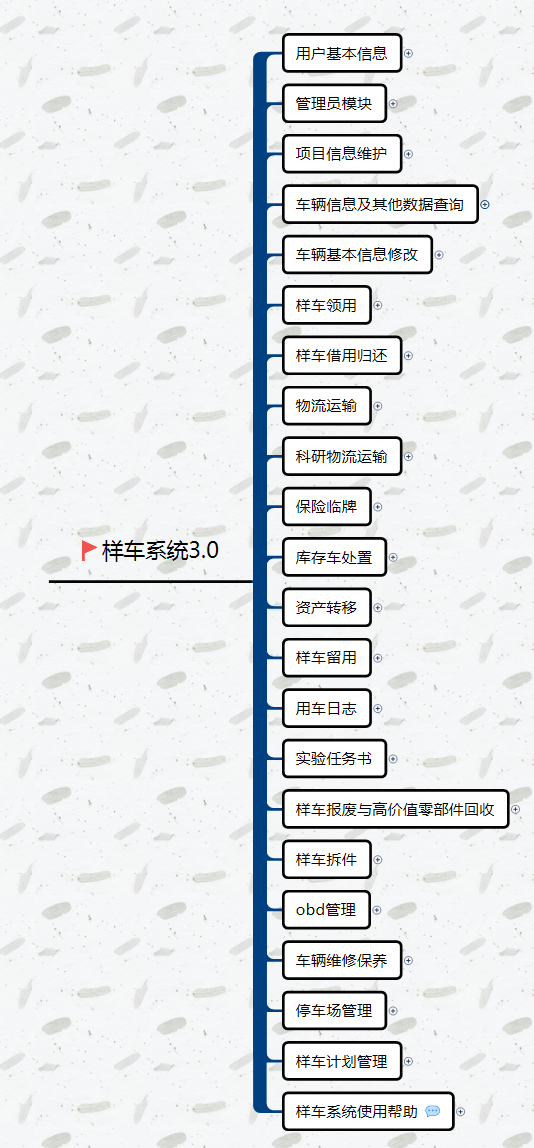 用户基本信息
管理员模块
项目信息维护
车辆信息及其他数据查询
车辆基本信息修改
样车领用
样车借用归还
物流运输
科研物流运输
保险临牌
样车系统3.0
库存车处置
资产转移
样车留用
用车日志
实验任务书
样车报废与高价值零部件回收
样车拆件
obd管理
车辆维修保养
停车场管理
样车计划管理
样车系统使用帮助